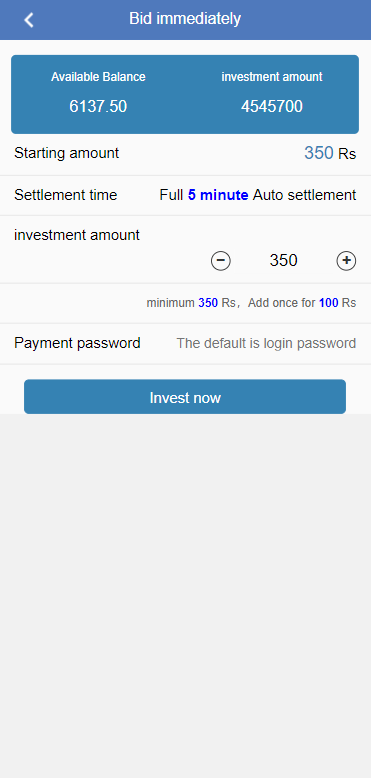 Bid immediately
Available Balance investment amount
6137.50 4545700
Starting amount 350 Rs
Settlement time Full 5 minute Auto settlement
investment amount
350
minimum 350 Rs，Add once for 100 Rs
Payment password The default is login password
Invest now